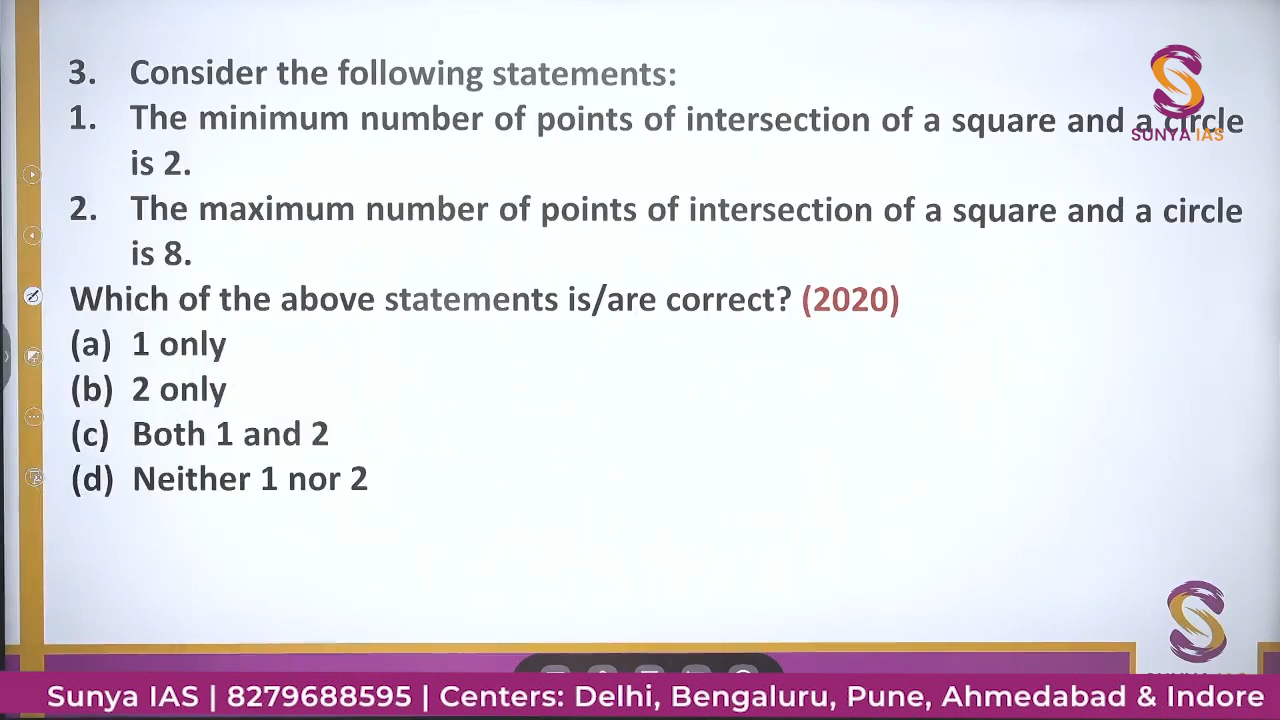 3. Consider the following statements:
1. The minimum number of points of intersection of a square and a circle
is 2.
2. The maximum number of points of intersection of a square and a circle
is 8.
Which of the above statements is/are correct? (2020)
(a) 1 only
(b) 2 only
(c) Both 1 and 2
(d) Neither 1 nor 2
SUNYA IAS
Sunya IAS | 8279688595 | Centers: Delhi, Bengaluru, Pune, Ahmedabad & Indore